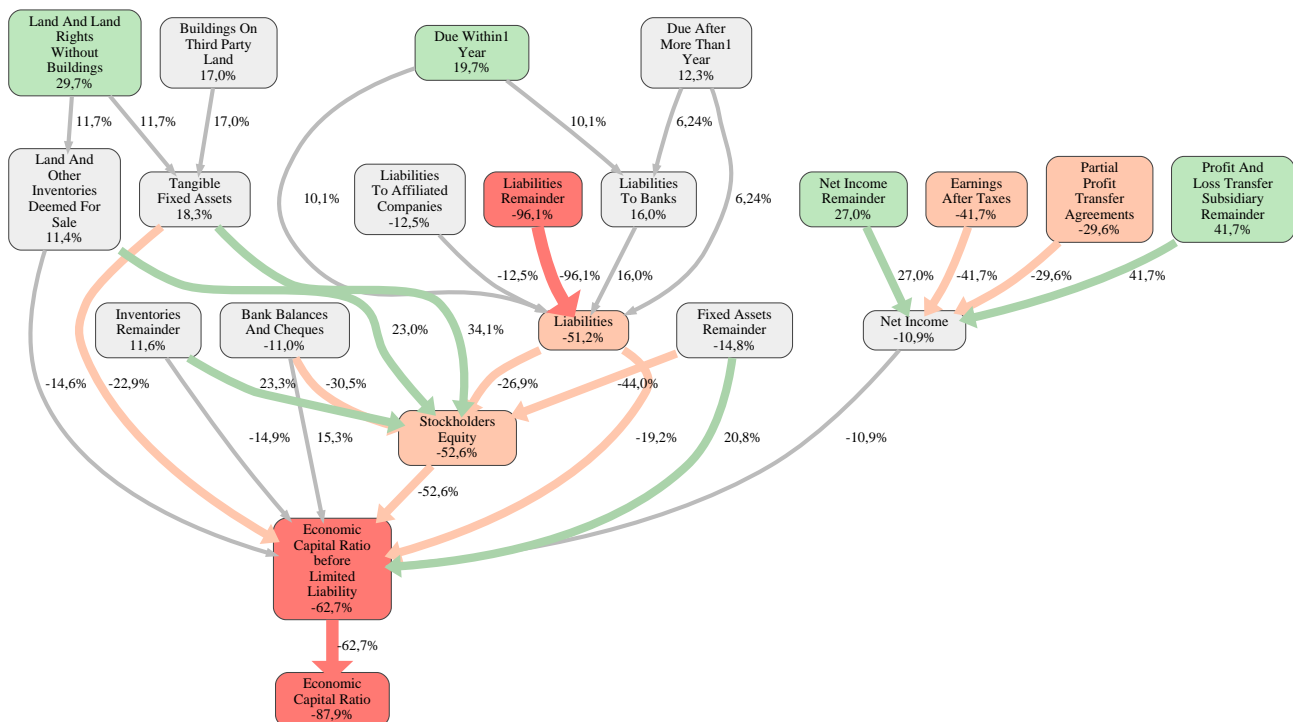 Land And Land
Rights
Without
Buildings
29,7%
Buildings On
Third Party
Land
17,0%
Due Within1
Year
19,7%
Due After
More Than1
Year
12,3%
11,7%
11,7%
17,0%
10,1%
6,24%
Land And
Other
Inventories
Deemed For
Sale
11,4%
Tangible
Fixed Assets
18,3%
10,1%
Liabilities
To Affiliated
Companies
-12,5%
Liabilities
Remainder
-96,1%
Liabilities
To Banks
16,0%
6,24%
Net Income
Remainder
27,0%
Earnings
After Taxes
-41,7%
Partial
Profit
Transfer
Agreements
-29,6%
Profit And
Loss Transfer
Subsidiary
Remainder
41,7%
-12,5%
-96,1%
16,0%
27,0%
-41,7%
-29,6%
41,7%
Inventories
Remainder
11,6%
Bank Balances
And Cheques
-11,0%
23,0%
34,1%
Liabilities
-51,2%
Fixed Assets
Remainder
-14,8%
Net Income
-10,9%
-14,6%
-22,9%
23,3%
-30,5%
-26,9%
-44,0%
-14,9%
15,3%
Stockholders
Equity
-52,6%
-19,2%
20,8%
-10,9%
-52,6%
Economic
Capital Ratio
before
Limited
Liability
-62,7%
-62,7%
Economic
Capital Ratio
-87,9%